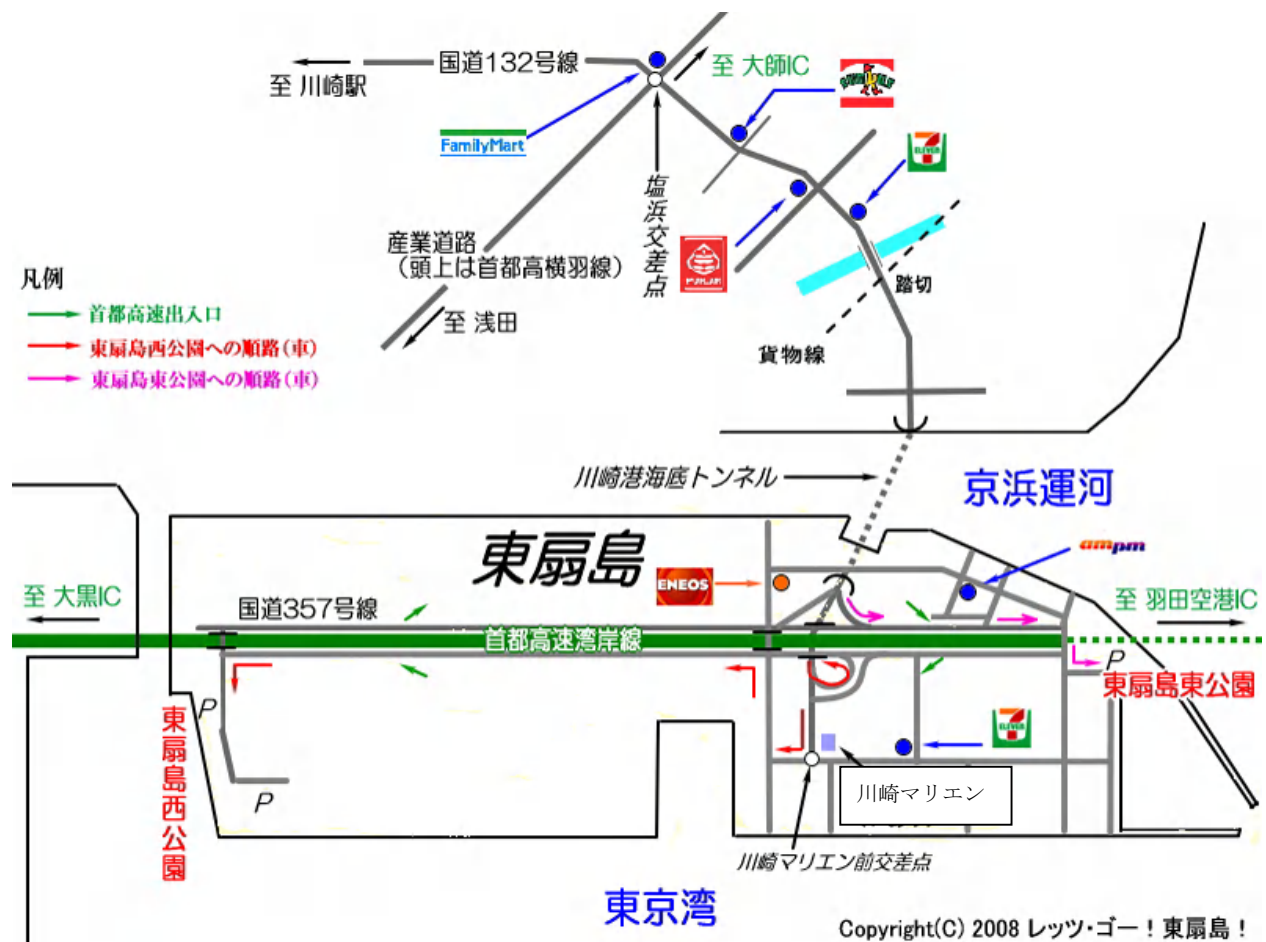 国道132号線
至 川崎駅
至 大師IC
FamilyMart
ELEVEN
塩浜交差点
産業道路
（頭上は首都高横羽線）
至 浅田
踏切
貨物線
凡例
首都高速出入口
東扇島西公園への順路（車）
東扇島東公園への順路（車）
川崎港海底トンネル
京浜運河
東扇島
ENEOS
ampm
至 大黒IC
国道357号線
首都高速湾岸線
至 羽田空港IC
P
東扇島東公園
P
東扇島西公園
P
ELEVEN
川崎マリエン
川崎マリエン前交差点
東京湾
Copyright(C) 2008 レッツ・ゴー！東扇島！